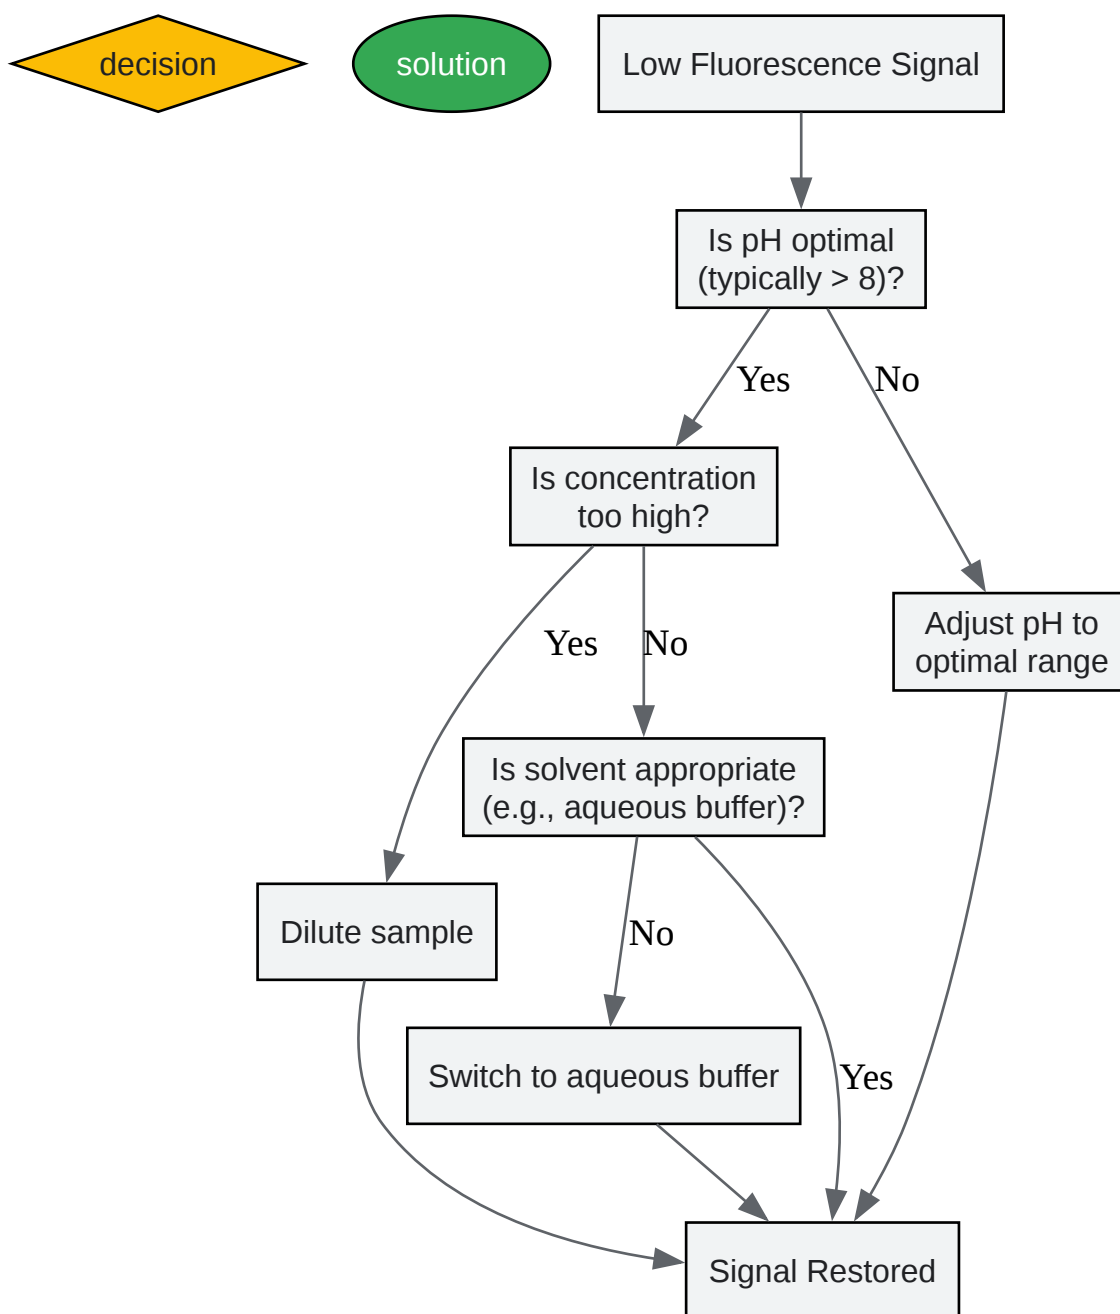 decision
solution
Low Fluorescence Signal
Is pH optimal
(typically > 8)?
Yes
No
Is concentration
too high?
Adjust pH to
optimal range
Yes
No
Is solvent appropriate
(e.g., aqueous buffer)?
Dilute sample
No
Switch to aqueous buffer
Yes
Signal Restored